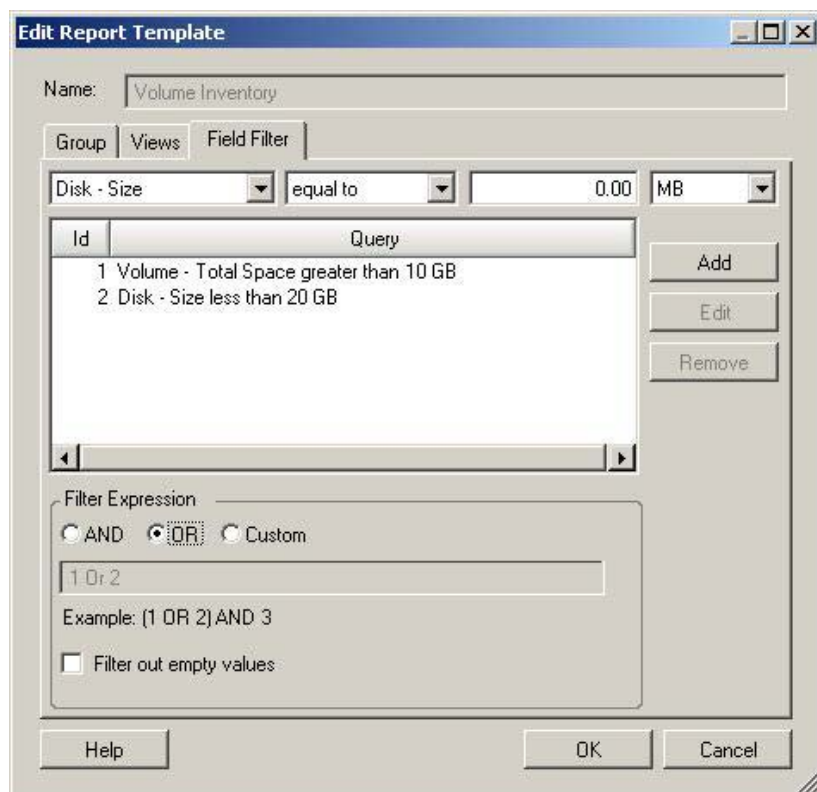 Edit Report Template
Name: Volume Inventory
Group Views Field Filter
Disk - Size equal to 0.00 MB
Id Query
1 Volume - Total Space greater than 10 GB
2 Disk - Size less than 20 GB
Add
Edit
Remove
Filter Expression
AND OR Custom
1 Or 2
Example: (1 OR 2) AND 3
Filter out empty values
Help OK Cancel